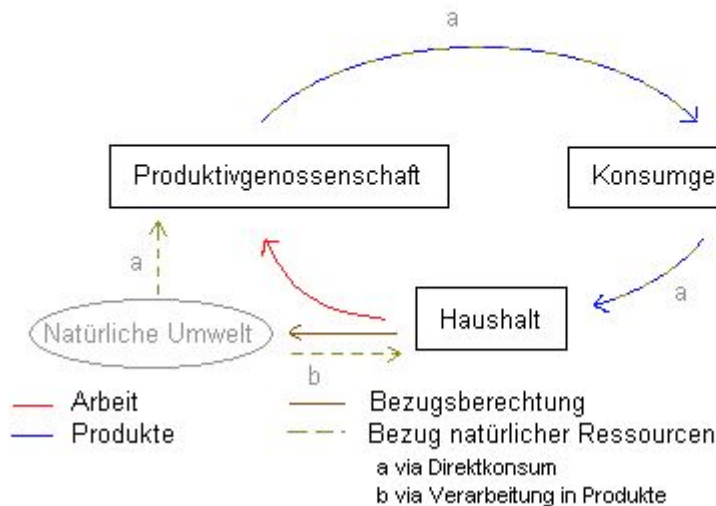 a
Produktivgenossenschaft
Konsumge
a
a
Natürliche Umwelt
Haushalt
b
Arbeit
Bezugsberechtung
Produkte
Bezug natürlicher Ressourcen
a via Direktkonsum
b via Verarbeitung in Produkte